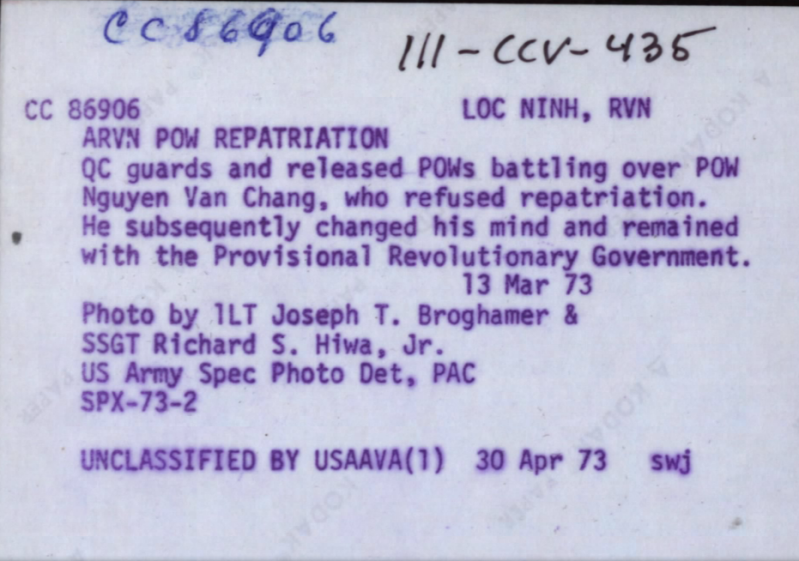 CC86906
111-CCV-435
CC 86906 LOC NINH, RVN
ARVN POW REPATRIATION
QC guards and released POWs battling over POW
Nguyen Van Chang, who refused repatriation.
He subsequently changed his mind and remained
with the Provisional Revolutionary Government.
13 Mar 73
Photo by 1LT Joseph T. Broghamer &
SSGT Richard S. Hiwa, Jr.
US Army Spec Photo Det, PAC
SPX-73-2
UNCLASSIFIED BY USAAVA(1) 30 Apr 73 swj